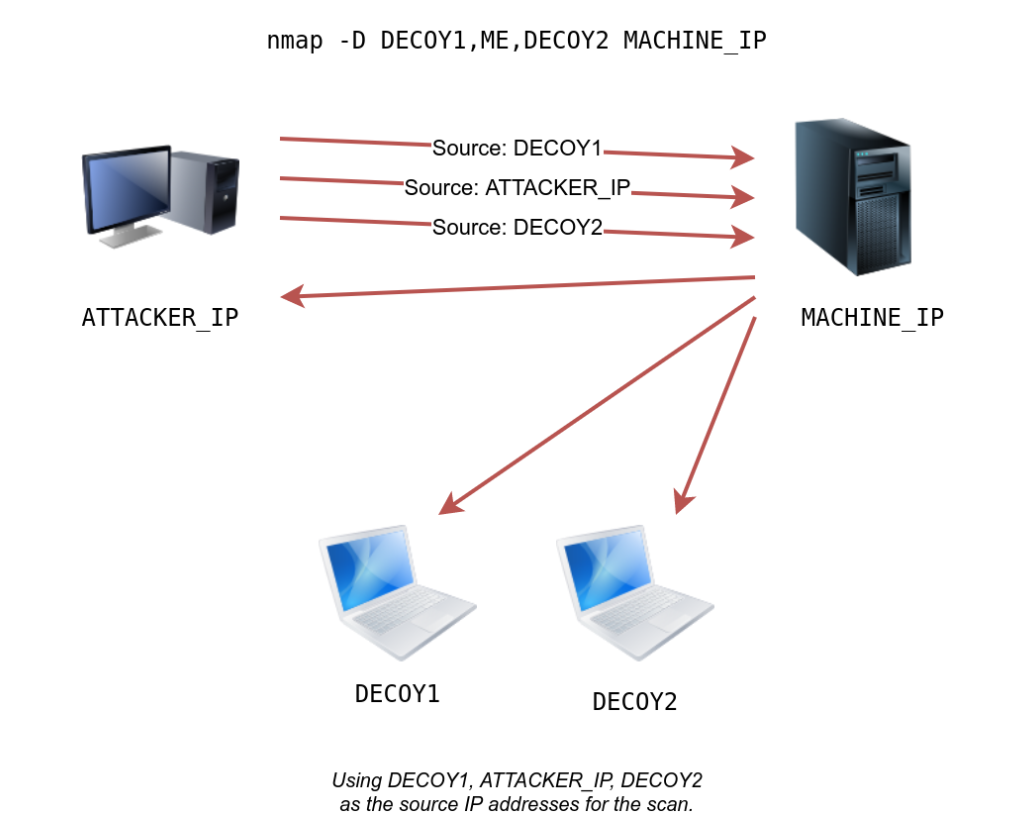 nmap -D DECOY1,ME,DECOY2 MACHINE_IP
Source: DECOY1
Source: ATTACKER_IP
Source: DECOY2
ATTACKER_IP
MACHINE_IP
DECOY1
DECOY2
Using DECOY1, ATTACKER_IP, DECOY2
as the source IP addresses for the scan.